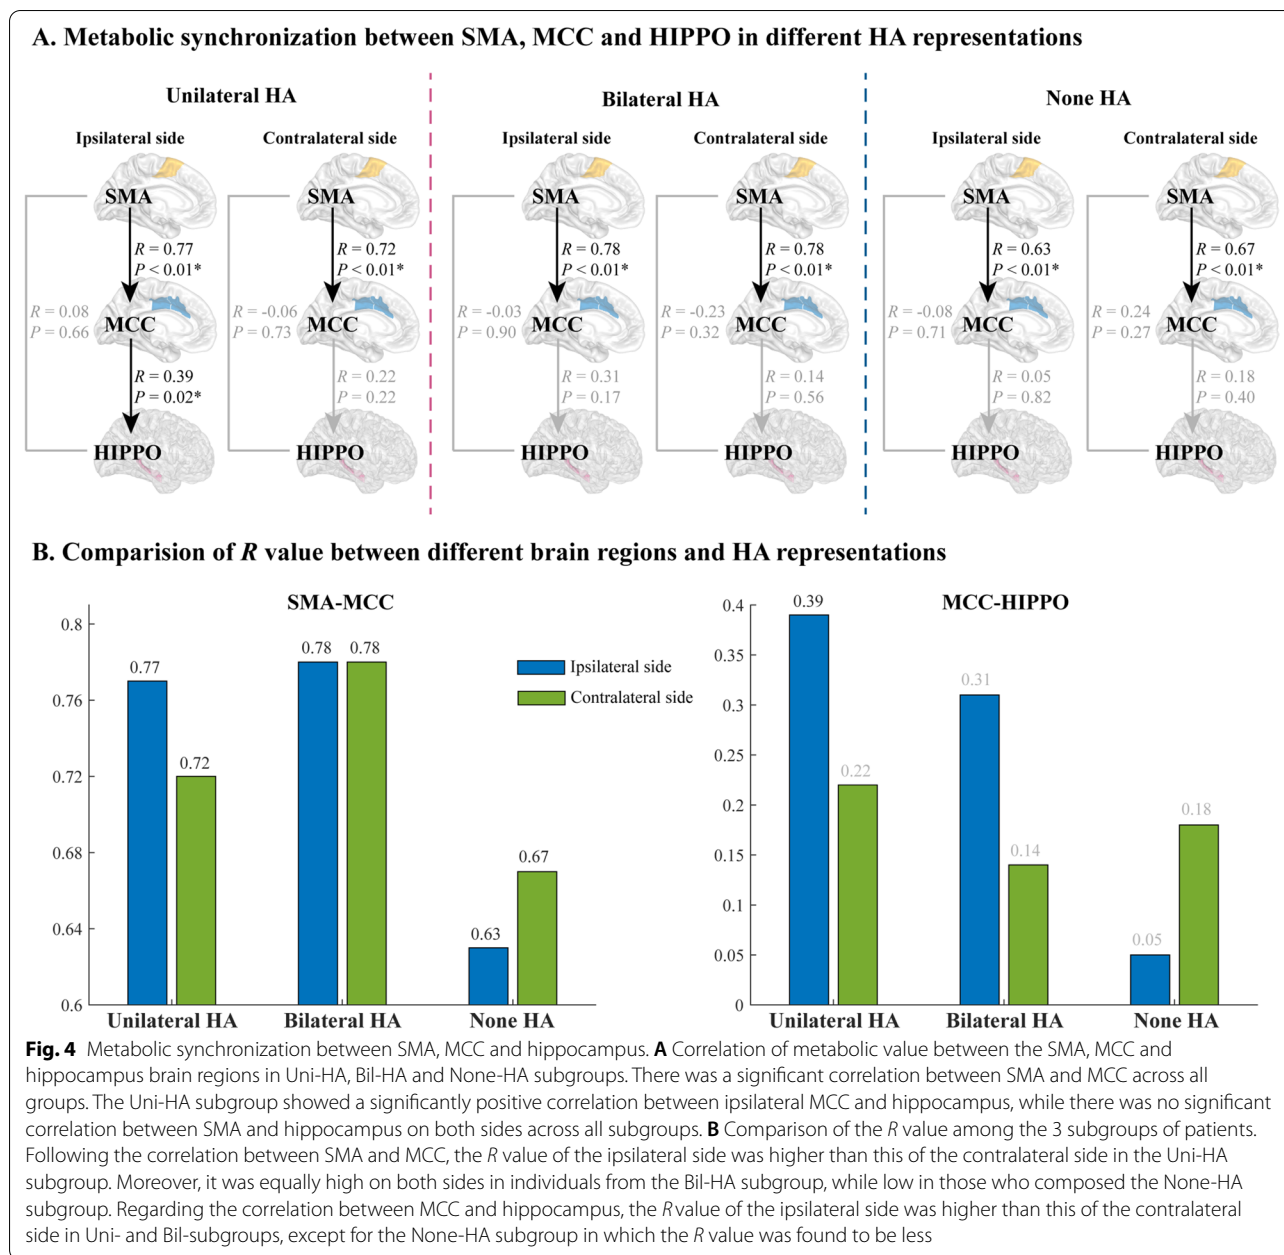 A. Metabolic synchronization between SMA, MCC and HIPPO in different HA representations
Unilateral HA
Ipsilateral side
Contralateral side
SMA
SMA
R = 0.77
P < 0.01*
R = 0.72
P < 0.01*
R = 0.08
P = 0.66
MCC
R = -0.06
P = 0.73
MCC
R = 0.39
P = 0.02*
R = 0.22
P = 0.22
HIPPO
HIPPO
Bilateral HA
Ipsilateral side
Contralateral side
SMA
SMA
R = 0.78
P < 0.01*
R = 0.78
P < 0.01*
R = -0.03
P = 0.90
MCC
R = -0.23
P = 0.32
MCC
R = 0.31
P = 0.17
R = 0.14
P = 0.56
HIPPO
HIPPO
None HA
Ipsilateral side
Contralateral side
SMA
SMA
R = 0.63
P < 0.01*
R = 0.67
P < 0.01*
R = -0.08
P = 0.71
MCC
R = 0.24
P = 0.27
MCC
R = 0.05
P = 0.82
R = 0.18
P = 0.40
HIPPO
HIPPO
B. Comparision of R value between different brain regions and HA representations
SMA-MCC
0.8
0.76
0.72
0.68
0.64
0.6
0.77
0.72
0.78
0.78
0.63
0.67
Unilateral HA
Bilateral HA
None HA
Ipsilateral side
Contralateral side
MCC-HIPPO
0.4
0.35
0.3
0.25
0.2
0.15
0.1
0.05
0
0.39
0.22
0.31
0.14
0.05
0.18
Unilateral HA
Bilateral HA
None HA
Fig. 4 Metabolic synchronization between SMA, MCC and hippocampus. A Correlation of metabolic value between the SMA, MCC and
hippocampus brain regions in Uni-HA, Bil-HA and None-HA subgroups. There was a significant correlation between SMA and MCC across all
groups. The Uni-HA subgroup showed a significantly positive correlation between ipsilateral MCC and hippocampus, while there was no significant
correlation between SMA and hippocampus on both sides across all subgroups. B Comparison of the R value among the 3 subgroups of patients.
Following the correlation between SMA and MCC, the R value of the ipsilateral side was higher than this of the contralateral side in the Uni-HA
subgroup. Moreover, it was equally high on both sides in individuals from the Bil-HA subgroup, while low in those who composed the None-HA
subgroup. Regarding the correlation between MCC and hippocampus, the R value of the ipsilateral side was higher than this of the contralateral
side in Uni- and Bil-subgroups, except for the None-HA subgroup in which the R value was found to be less